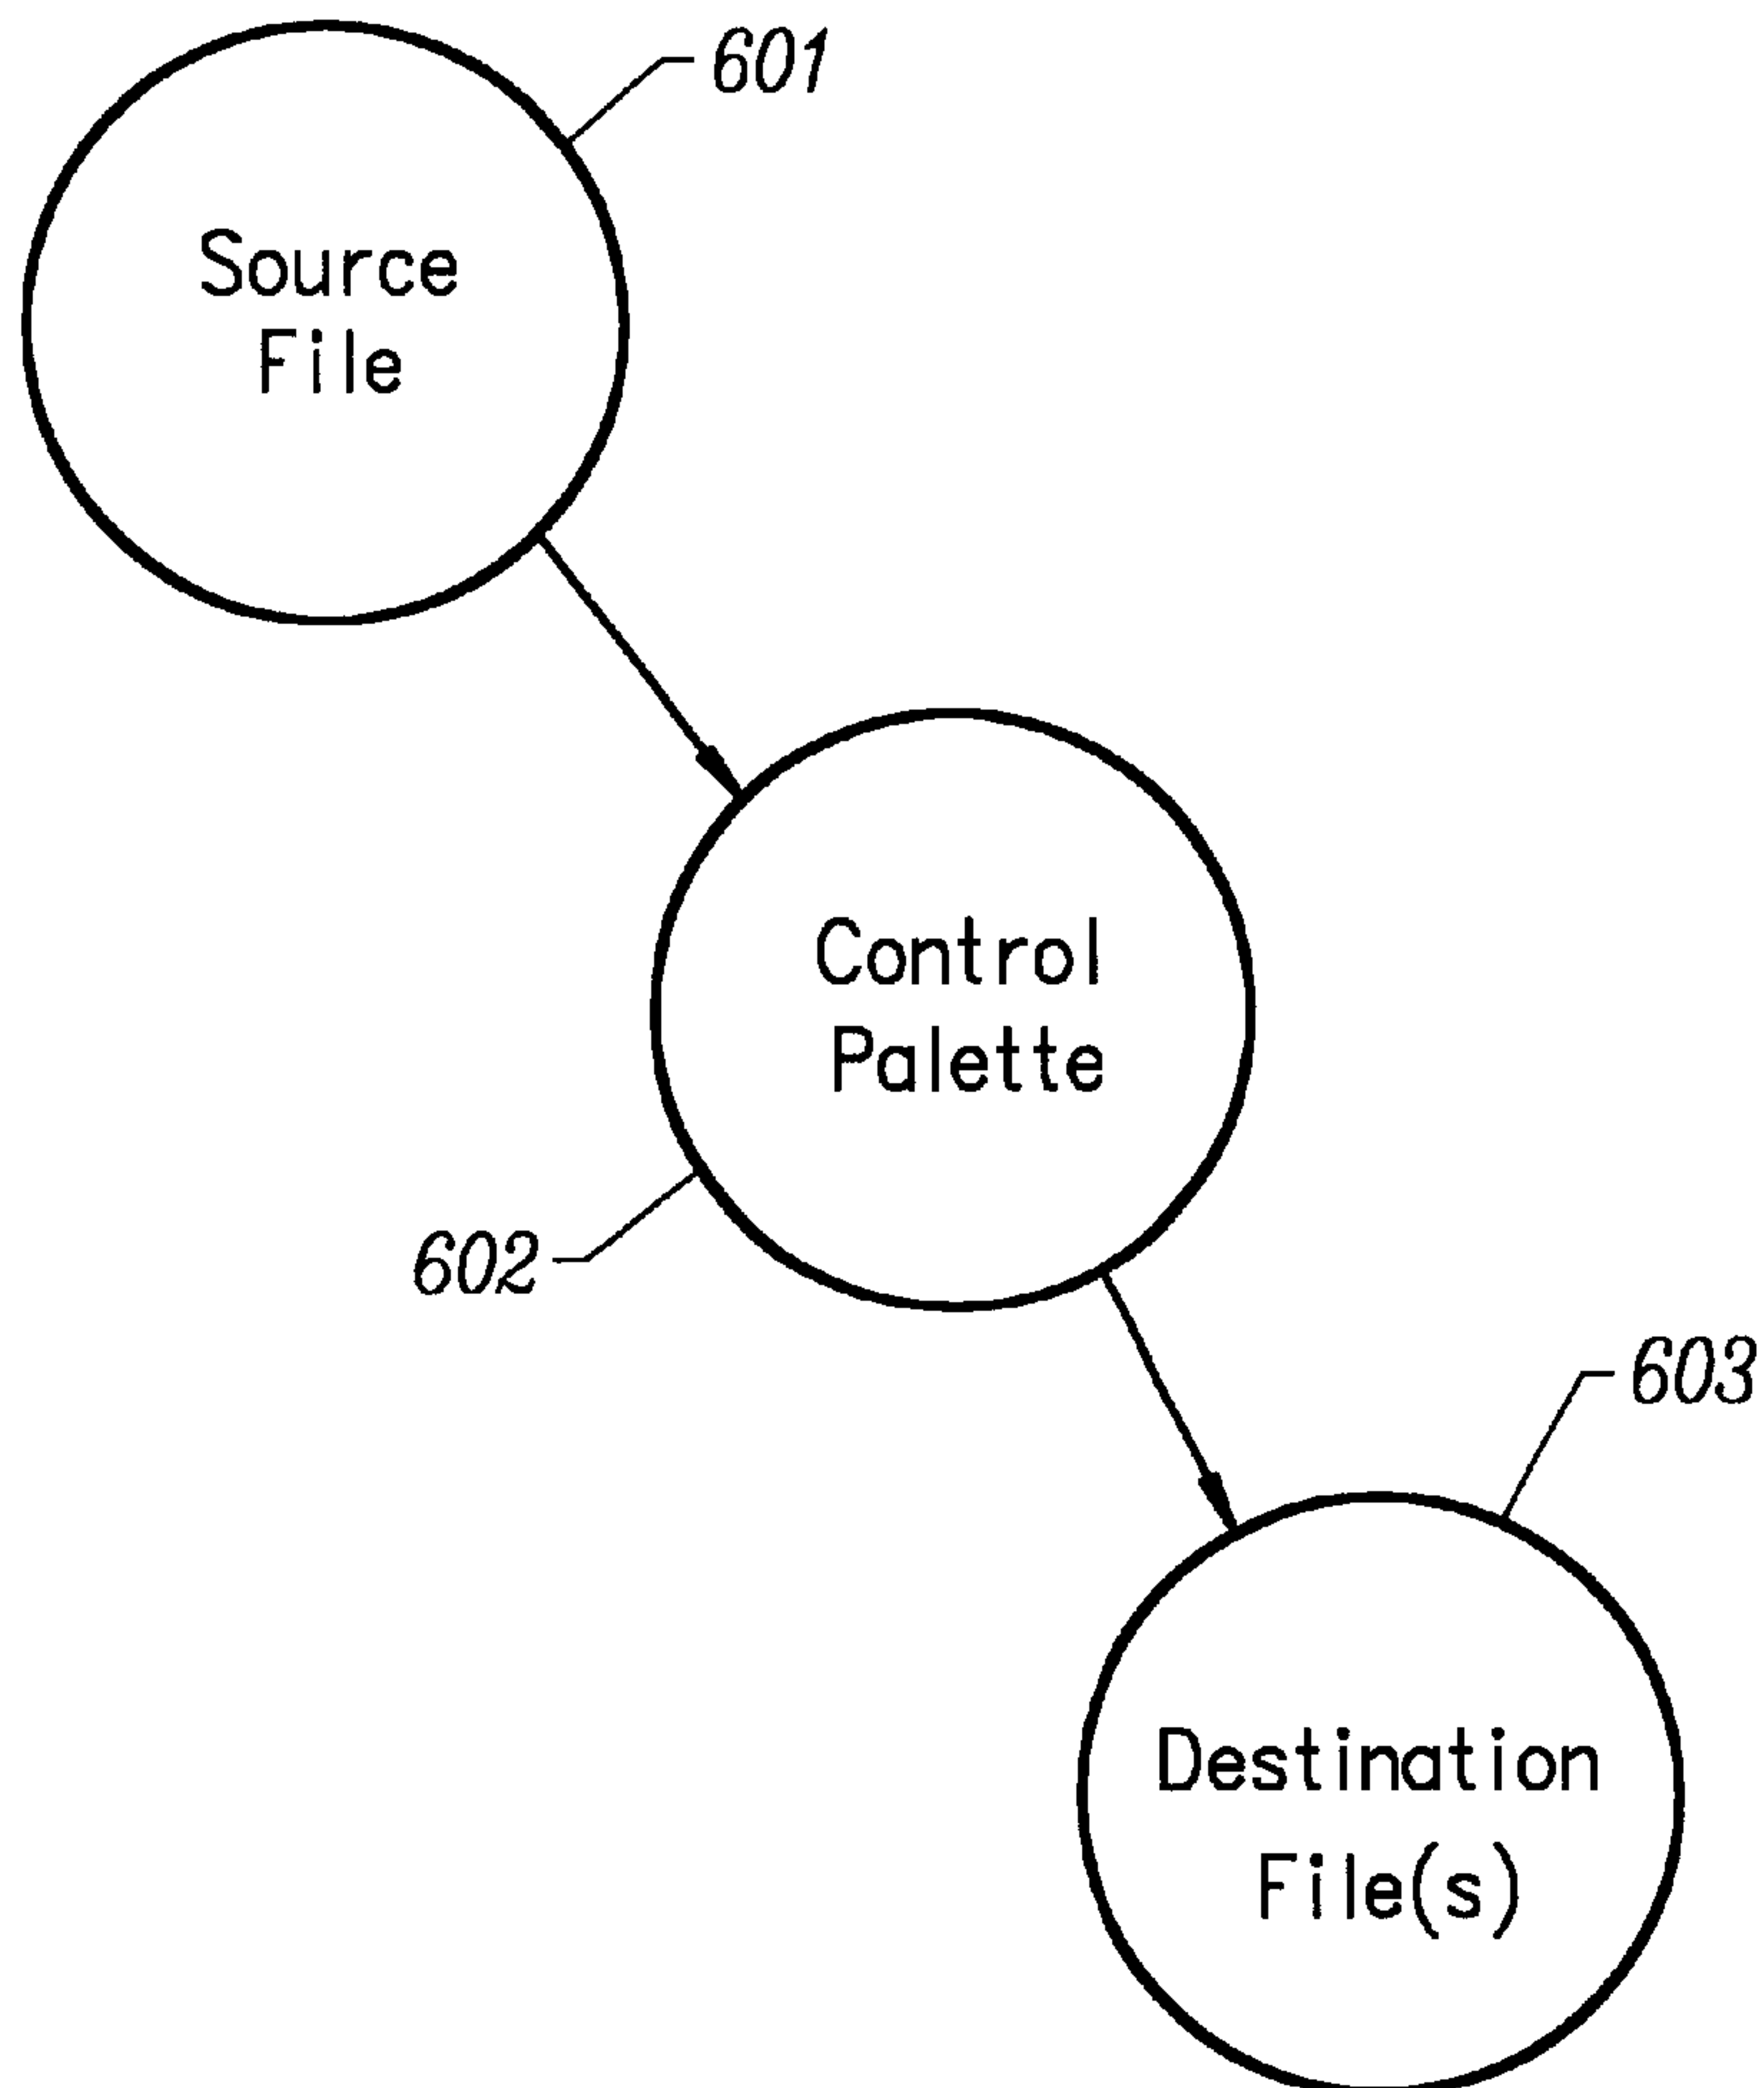 601
Source
File
Control
Palette
602
603
Destination
File(s)